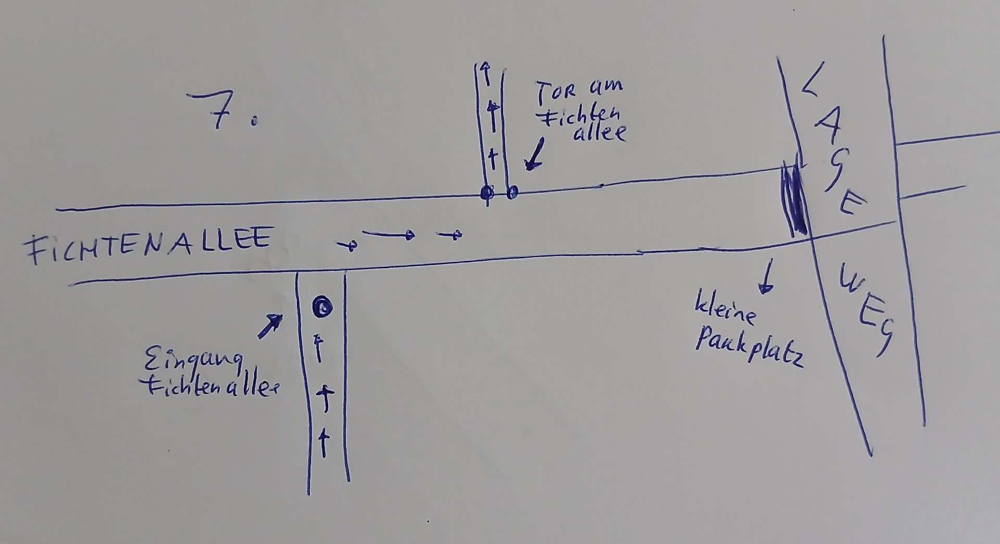 7.
TOR am
Fichten
allee
LAGE
FICHTENALLEE
WEG
kleine
Parkplatz
Eingang
Fichtenallee